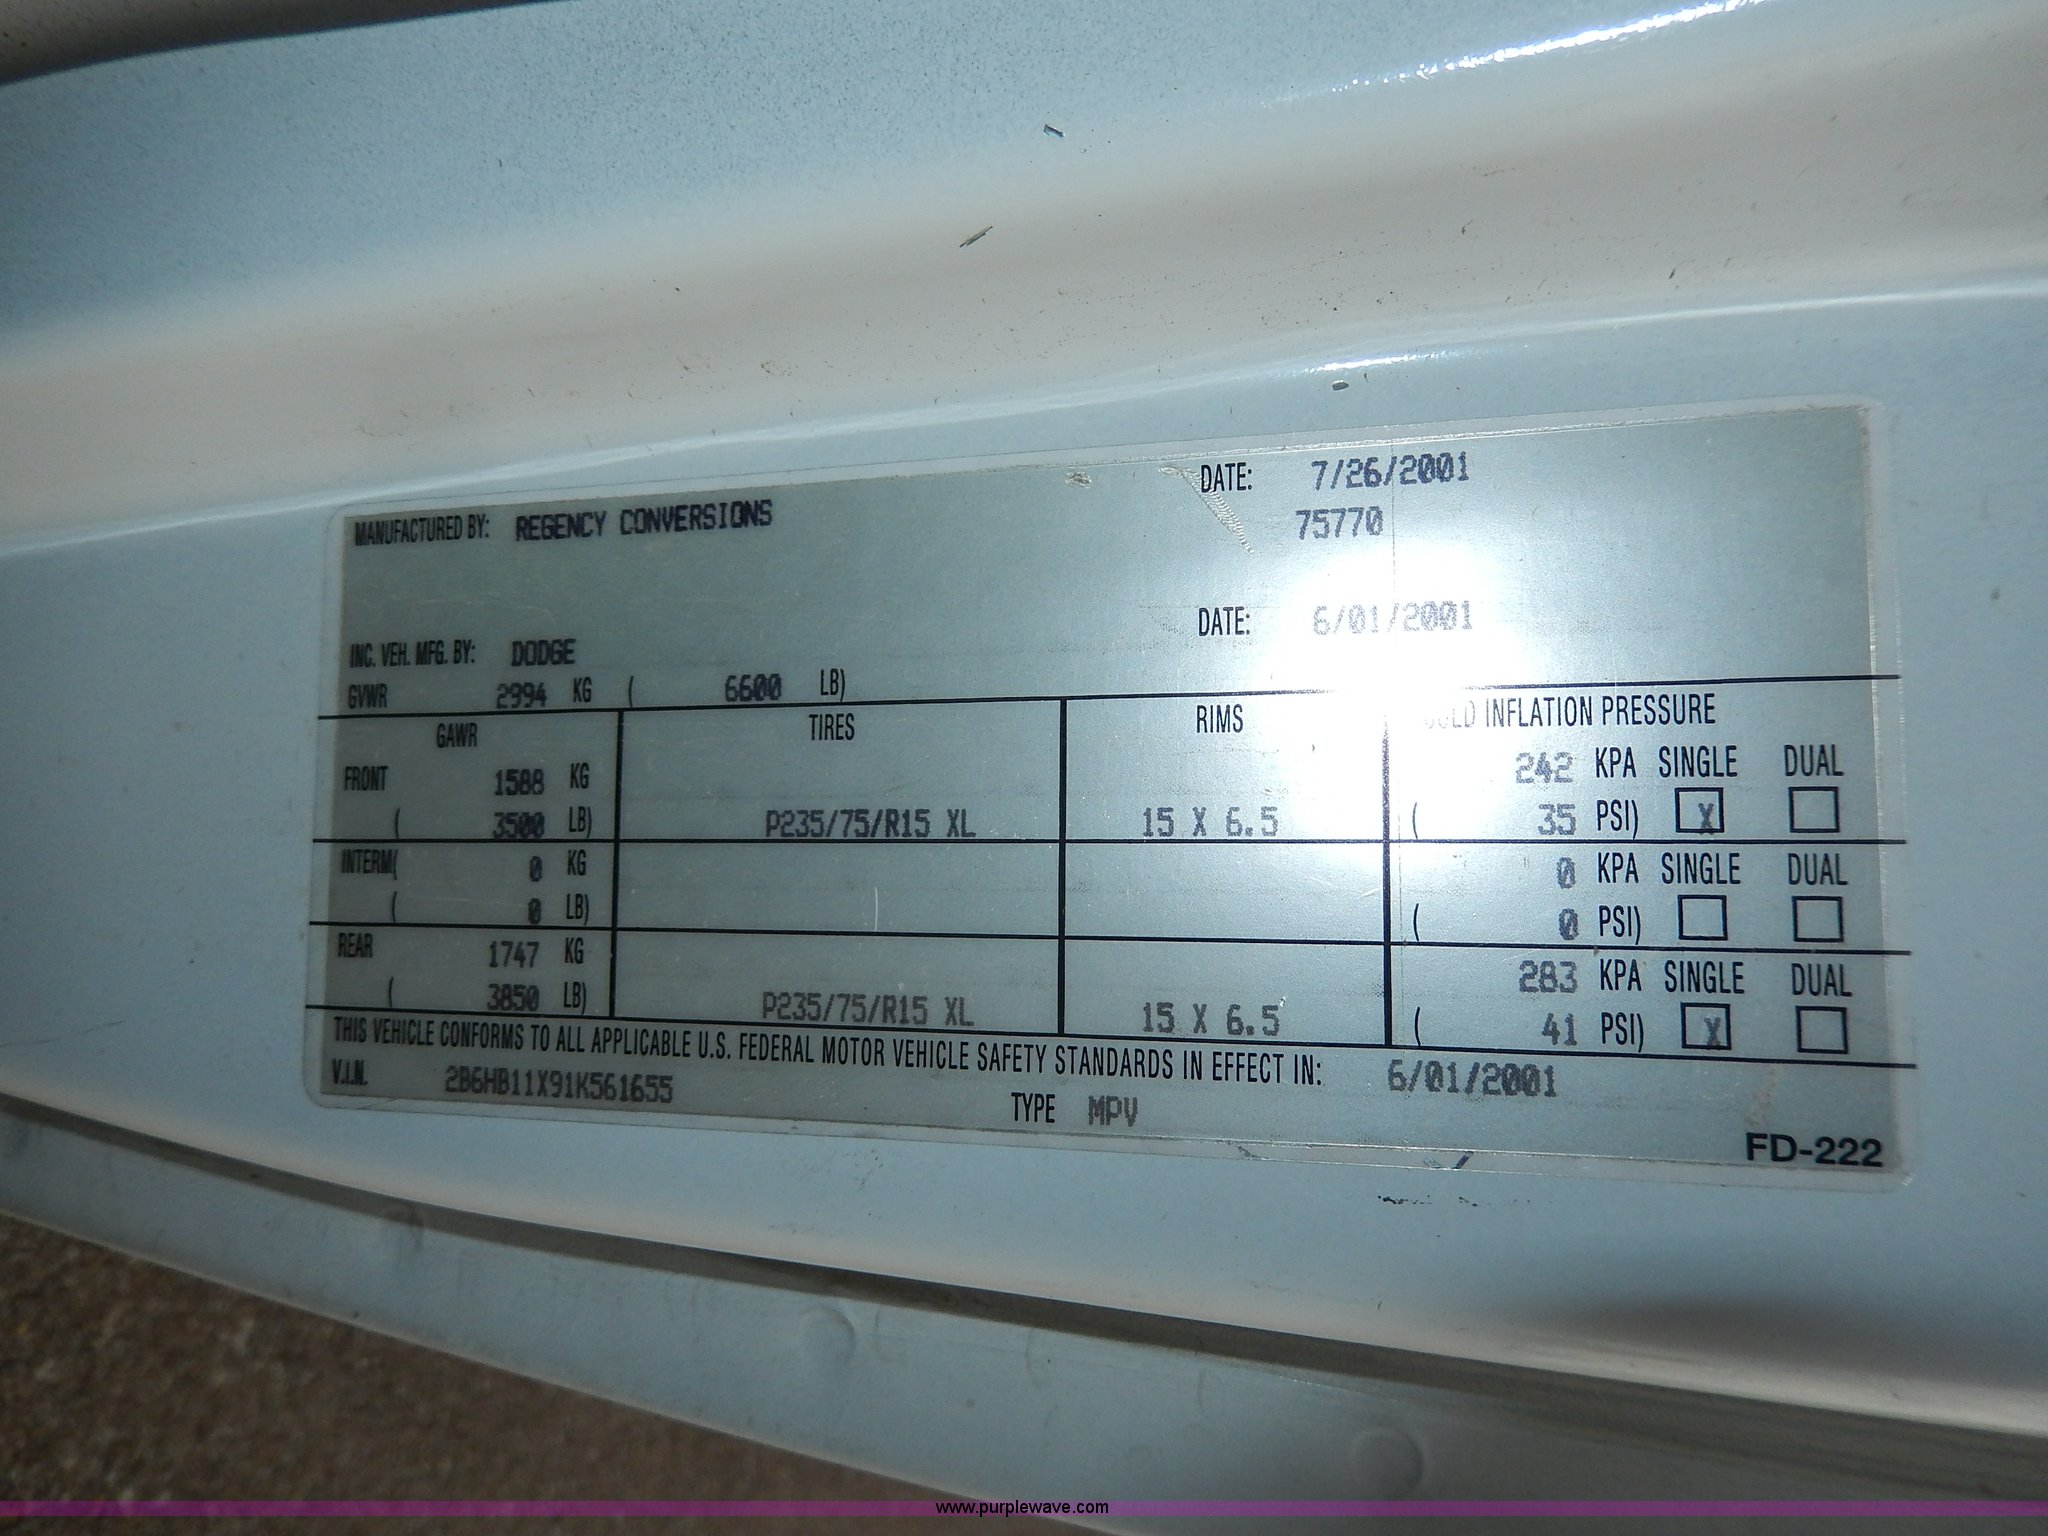 MANUFACTURED BY: REGENCY CONVERSIONS DATE: 7/26/2001
75770
INC. VEH. MFG. BY: DODGE DATE: 6/01/2001
GVWR 2994 KG ( 6600 LB)
GAWR TIRES RIMS COLD INFLATION PRESSURE
FRONT 1588 KG 242 KPA SINGLE DUAL
( 3500 LB) P235/75/R15 XL 15 X 6.5 ( 35 PSI) X
INTERM( 0 KG 0 KPA SINGLE DUAL
( 0 LB) ( 0 PSI)
REAR 1747 KG 283 KPA SINGLE DUAL
( 3850 LB) P235/75/R15 XL 15 X 6.5 ( 41 PSI) X
THIS VEHICLE CONFORMS TO ALL APPLICABLE U.S. FEDERAL MOTOR VEHICLE SAFETY STANDARDS IN EFFECT IN: 6/01/2001
V.I.N. 2B6HB11X91K561655 TYPE MPV
FD-222
www.purplewave.com